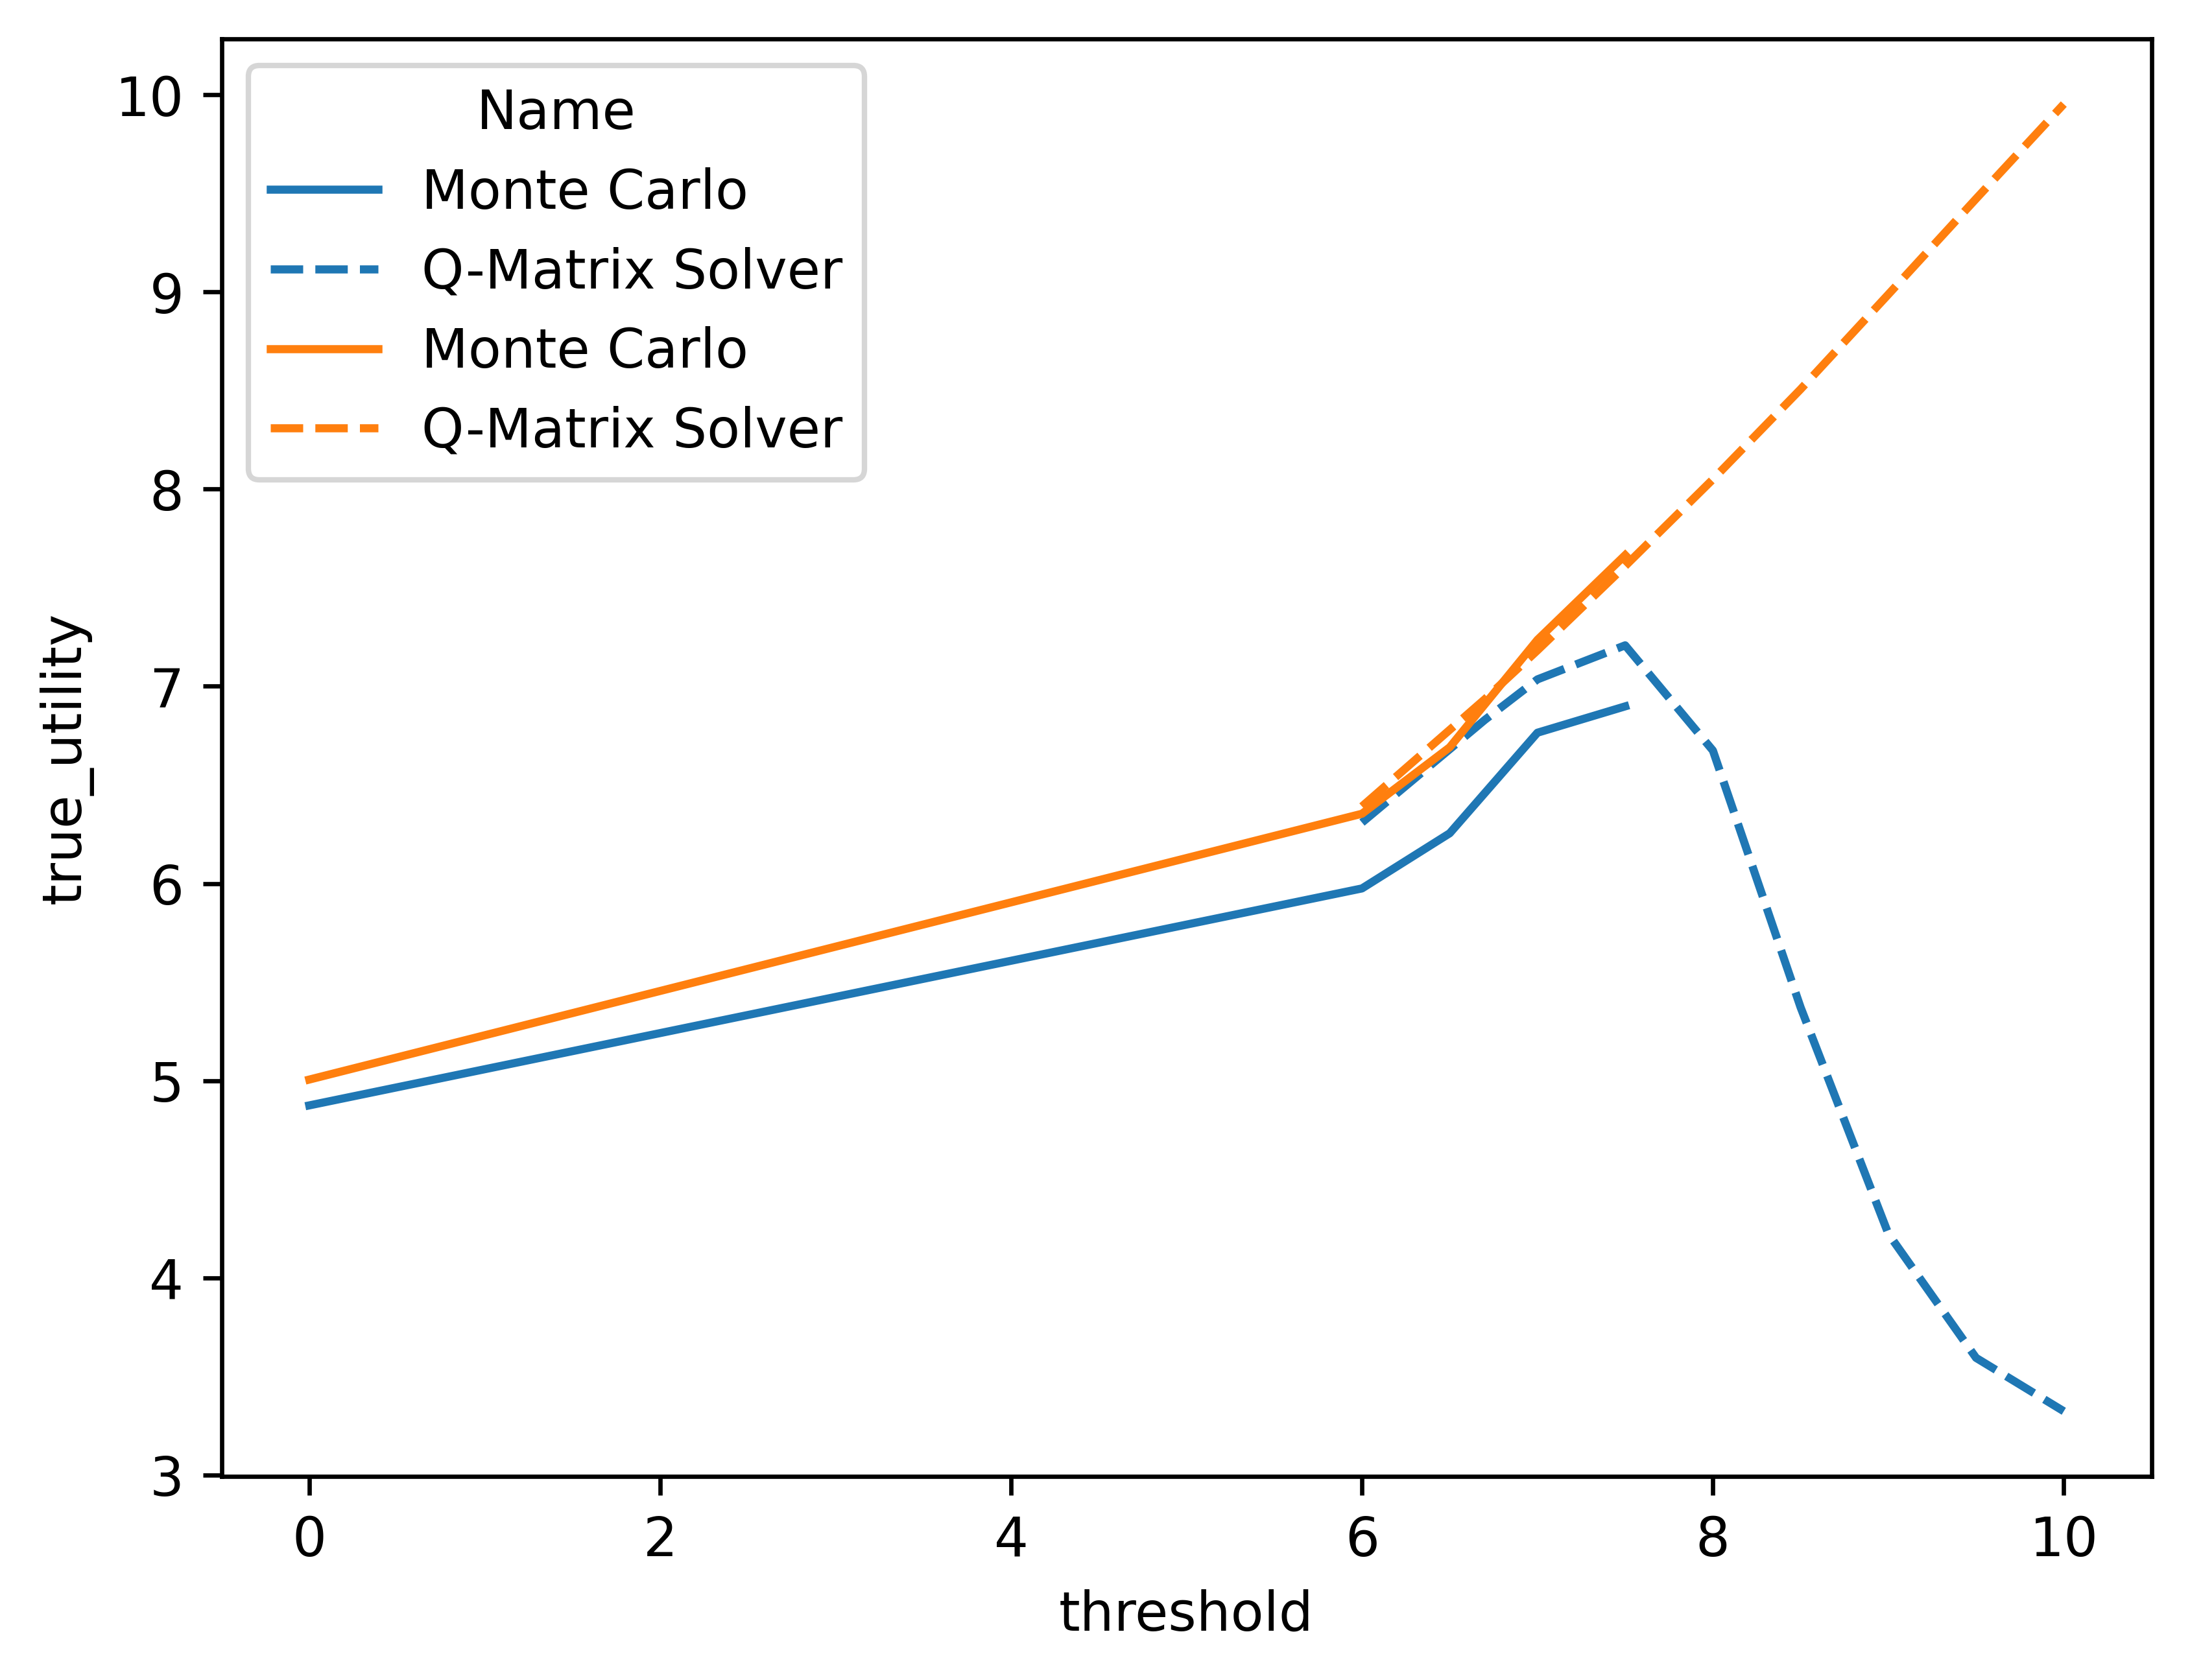 Name
Monte Carlo
Q-Matrix Solver
Monte Carlo
Q-Matrix Solver
true_utility
10
9
8
7
6
5
4
3
0 2 4 6 8 10
threshold